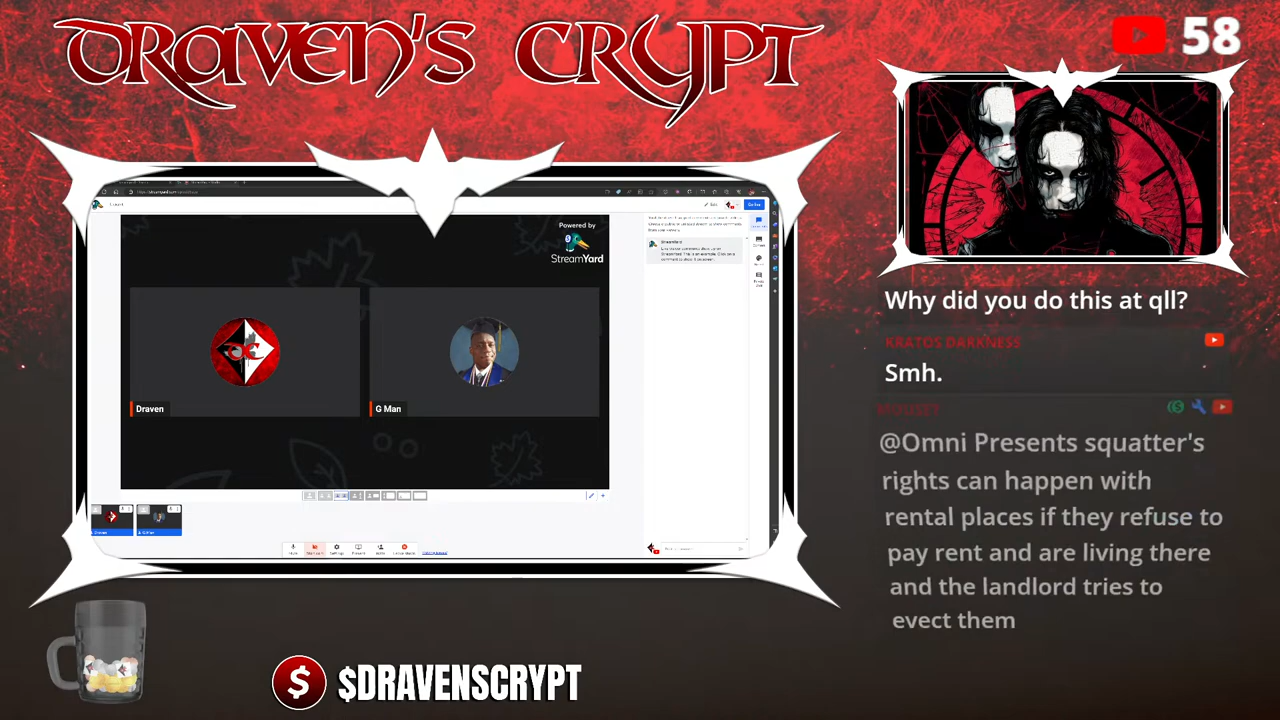 DRAVEN'S CRYPT
58
Powered by
StreamYard
Draven
G Man
Why did you do this at qll?
KRATOS DARKNESS
Smh.
MOUSEY
@Omni Presents squatter's
rights can happen with
rental places if they refuse to
pay rent and are living there
and the landlord tries to
evect them
$ $DRAVENSCRYPT